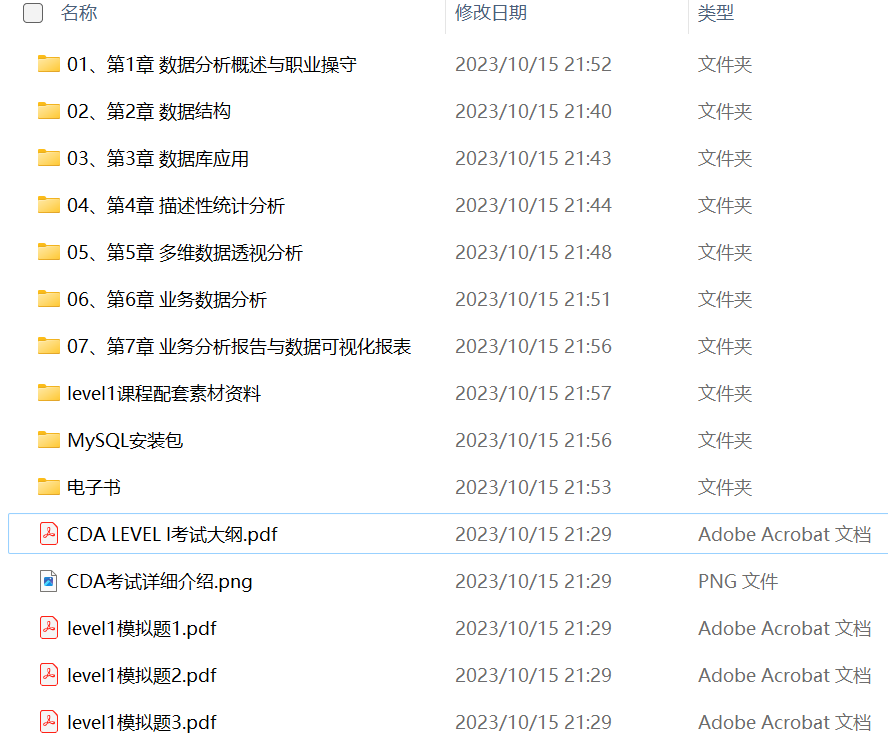 名称 修改日期 类型
01、第1章 数据分析概述与职业操守 2023/10/15 21:52 文件夹
02、第2章 数据结构 2023/10/15 21:40 文件夹
03、第3章 数据库应用 2023/10/15 21:43 文件夹
04、第4章 描述性统计分析 2023/10/15 21:44 文件夹
05、第5章 多维数据透视分析 2023/10/15 21:48 文件夹
06、第6章 业务数据分析 2023/10/15 21:51 文件夹
07、第7章 业务分析报告与数据可视化报表 2023/10/15 21:56 文件夹
level1课程配套素材资料 2023/10/15 21:57 文件夹
MySQL安装包 2023/10/15 21:56 文件夹
电子书 2023/10/15 21:53 文件夹
CDA LEVEL I考试大纲.pdf 2023/10/15 21:29 Adobe Acrobat 文档
CDA考试详细介绍.png 2023/10/15 21:29 PNG 文件
level1模拟题1.pdf 2023/10/15 21:29 Adobe Acrobat 文档
level1模拟题2.pdf 2023/10/15 21:29 Adobe Acrobat 文档
level1模拟题3.pdf 2023/10/15 21:29 Adobe Acrobat 文档